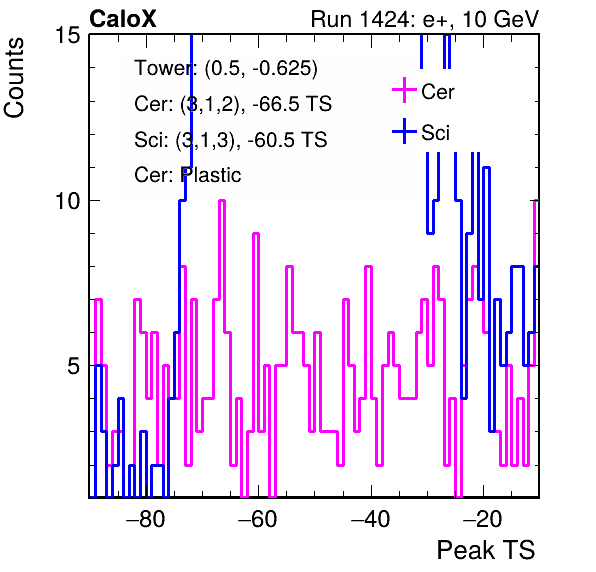 CaloX Run 1424: e+, 10 GeV
Counts
15
10
5
Tower: (0.5, -0.625)
Cer: (3,1,2), -66.5 TS
Sci: (3,1,3), -60.5 TS
Cer: Plastic
Cer
Sci
−80 −60 −40 −20
Peak TS